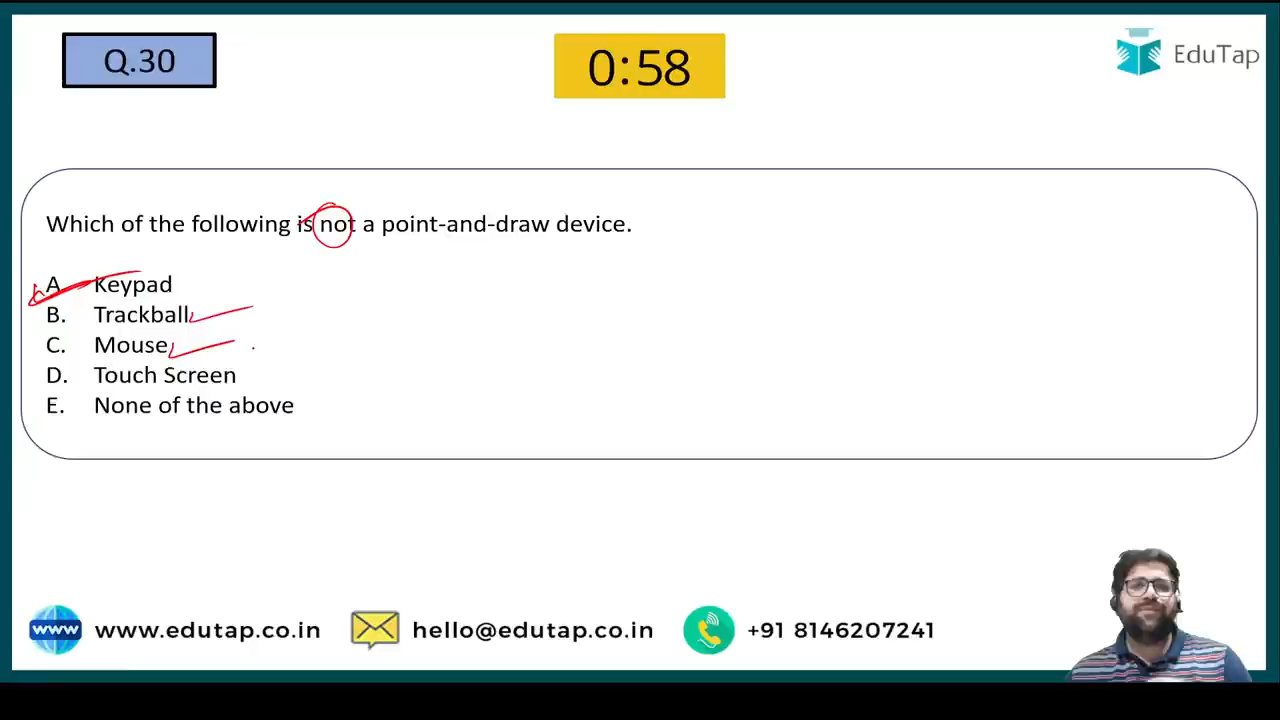 Q.30
0:58
EduTap
Which of the following is not a point-and-draw device.
A. Keypad
B. Trackball
C. Mouse
D. Touch Screen
E. None of the above
www
www.edutap.co.in
hello@edutap.co.in
+91 8146207241